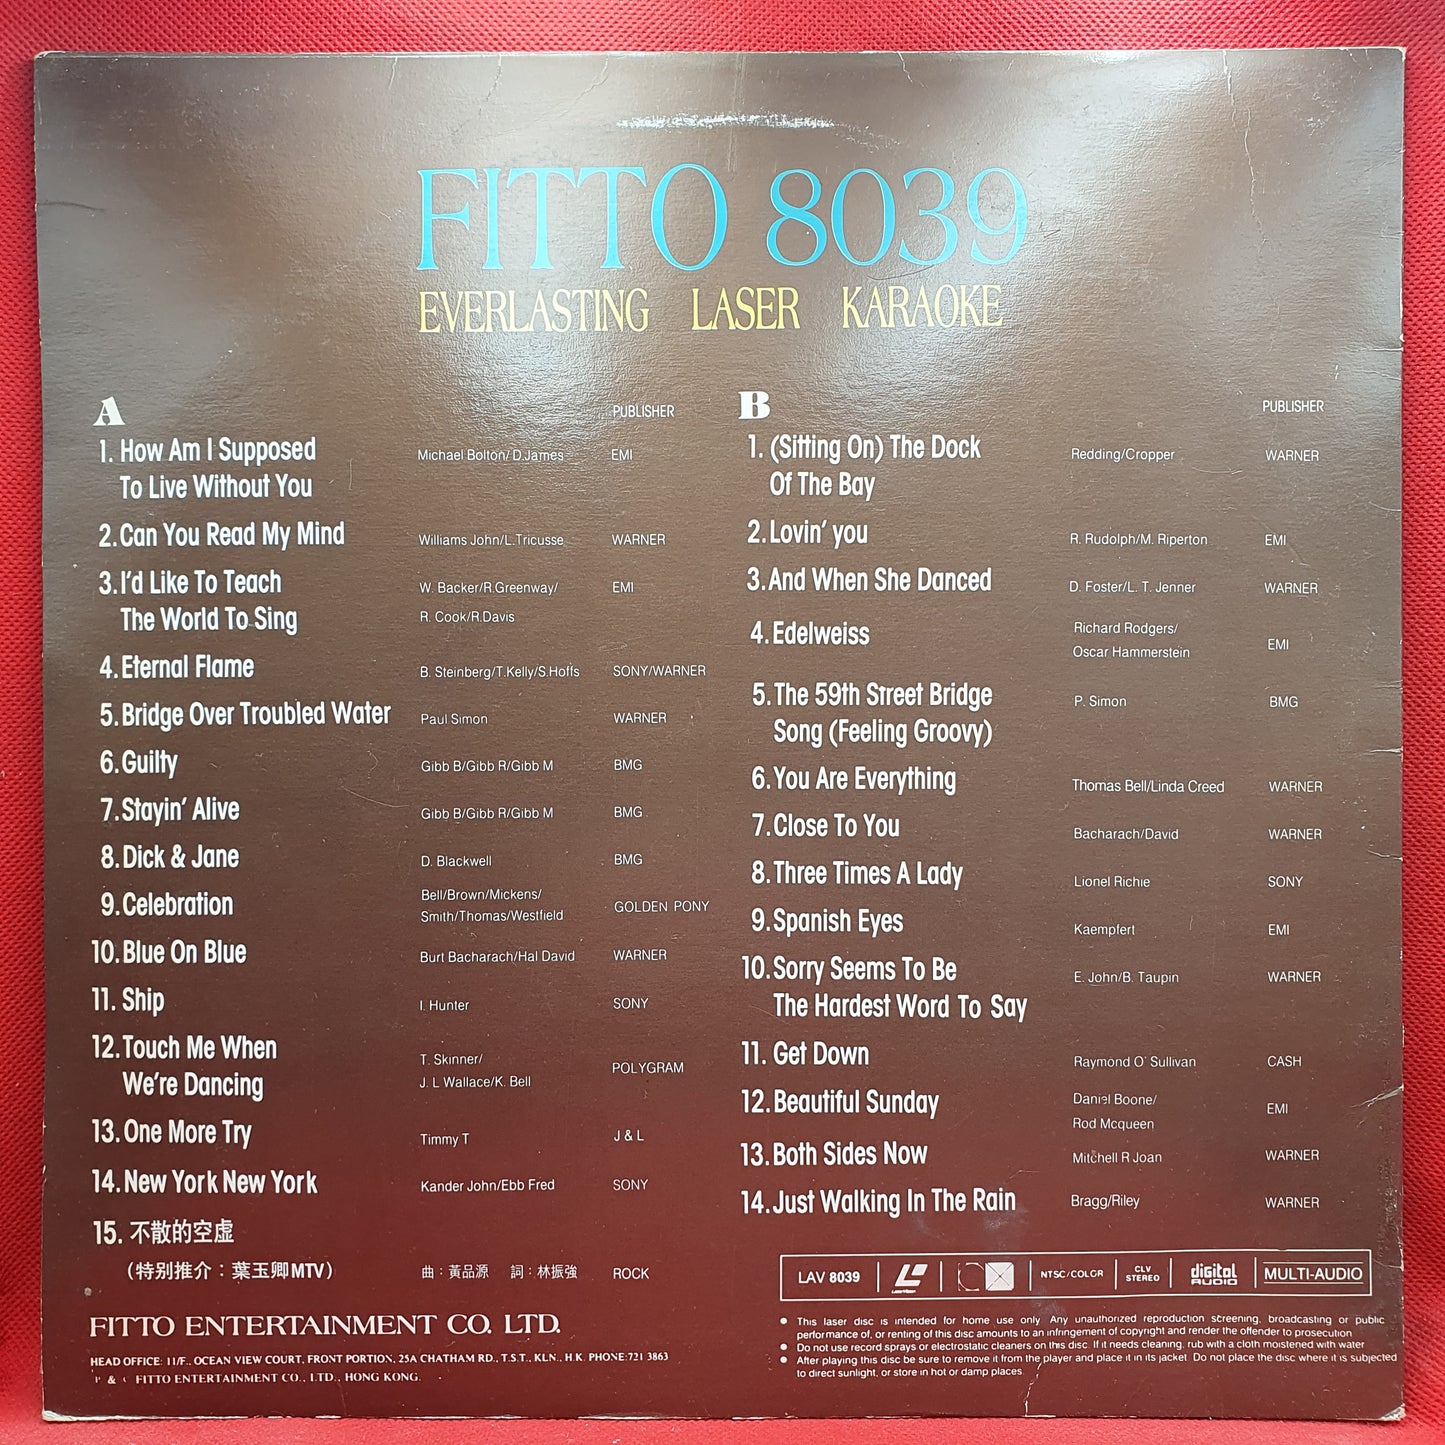 FITTO 8039
EVERLASTING LASER KARAOKE
A
PUBLISHER
1. How Am I Supposed Michael Bolton/D.James EMI
To Live Without You
2. Can You Read My Mind Williams John/L.Tricusse WARNER
3. I'd Like To Teach W. Backer/R.Greenway/ EMI
The World To Sing R. Cook/R.Davis
4. Eternal Flame B. Steinberg/T.Kelly/S.Hoffs SONY/WARNER
5. Bridge Over Troubled Water Paul Simon WARNER
6. Guilty Gibb B/Gibb R/Gibb M BMG
7. Stayin' Alive Gibb B/Gibb R/Gibb M BMG
8. Dick & Jane D. Blackwell BMG
9. Celebration Bell/Brown/Mickens/
Smith/Thomas/Westfield GOLDEN PONY
10. Blue On Blue Burt Bacharach/Hal David WARNER
11. Ship I. Hunter SONY
12. Touch Me When T. Skinner/
We're Dancing J. L Wallace/K. Bell POLYGRAM
13. One More Try Timmy T J & L
14. New York New York Kander John/Ebb Fred SONY
15. 不散的空虛
(特别推介：葉玉卿MTV) 曲：黃品源 詞：林振強 ROCK
B
PUBLISHER
1. (Sitting On) The Dock Redding/Cropper WARNER
Of The Bay
2. Lovin' you R. Rudolph/M. Riperton EMI
3. And When She Danced D. Foster/L. T. Jenner WARNER
4. Edelweiss Richard Rodgers/
Oscar Hammerstein EMI
5. The 59th Street Bridge P. Simon BMG
Song (Feeling Groovy)
6. You Are Everything Thomas Bell/Linda Creed WARNER
7. Close To You Bacharach/David WARNER
8. Three Times A Lady Lionel Richie SONY
9. Spanish Eyes Kaempfert EMI
10. Sorry Seems To Be E. John/B. Taupin WARNER
The Hardest Word To Say
11. Get Down Raymond O' Sullivan CASH
12. Beautiful Sunday Daniel Boone/
Rod Mcqueen EMI
13. Both Sides Now Mitchell R Joan WARNER
14. Just Walking In The Rain Bragg/Riley WARNER
LAV 8039 LaserVision NTSC/COLOR CLV STEREO digital AUDIO MULTI-AUDIO
FITTO ENTERTAINMENT CO. LTD.
HEAD OFFICE: 11/F., OCEAN VIEW COURT, FRONT PORTION, 25A CHATHAM RD., T.S.T., KLN., H.K. PHONE:721 3863
P & C FITTO ENTERTAINMENT CO., LTD., HONG KONG.
● This laser disc is intended for home use only. Any unauthorized reproduction screening, broadcasting or public
performance of, or renting of this disc amounts to an infringement of copyright and render the offender to prosecution
● Do not use record sprays or electrostatic cleaners on this disc. If it needs cleaning, rub with a cloth moistened with water
● After playing this disc be sure to remove it from the player and place it in its jacket. Do not place the disc where it is subjected
to direct sunlight, or store in hot or damp places.